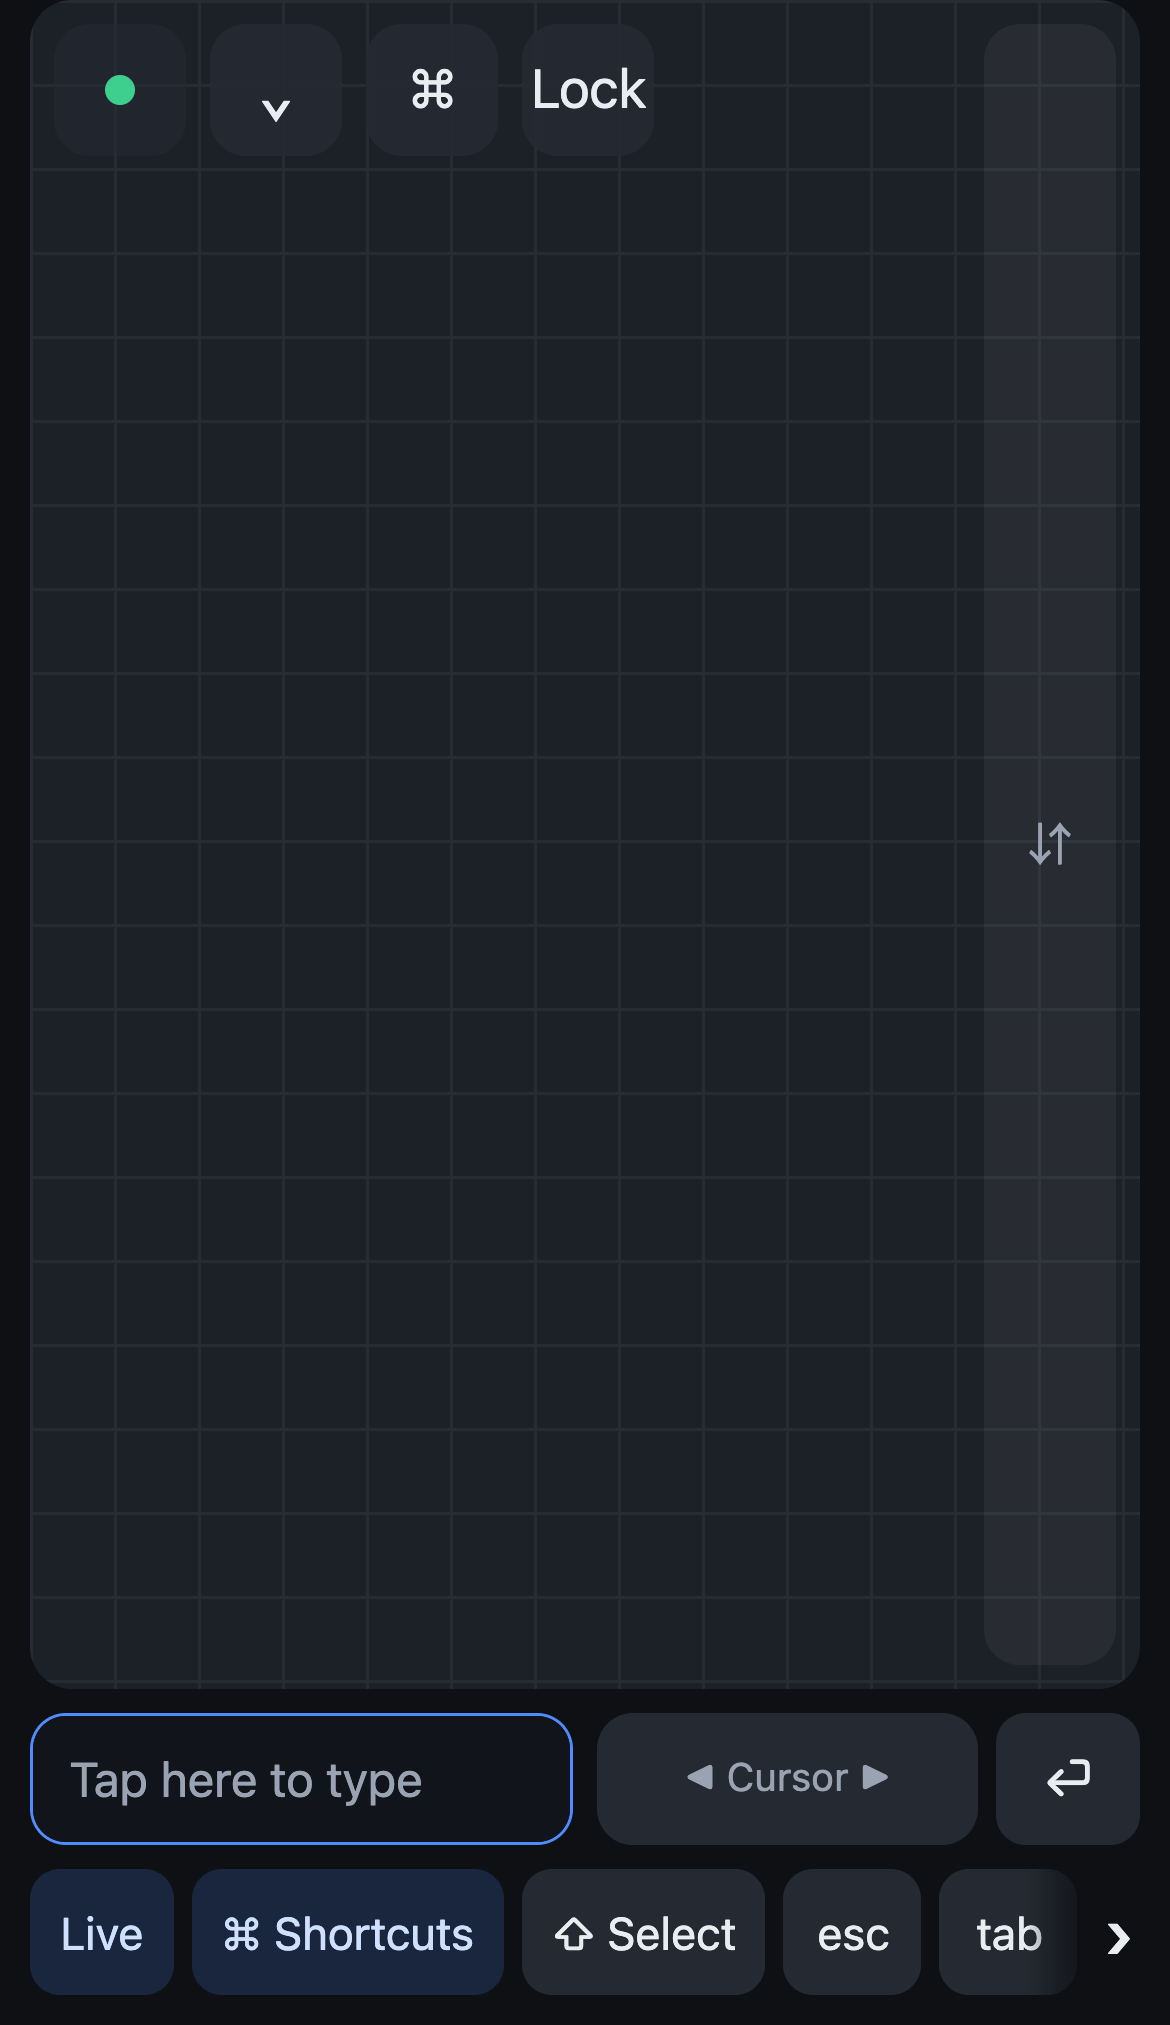 ⌘ Lock
Tap here to type
◀ Cursor ▶
Live
⌘ Shortcuts
⇧ Select
esc
tab